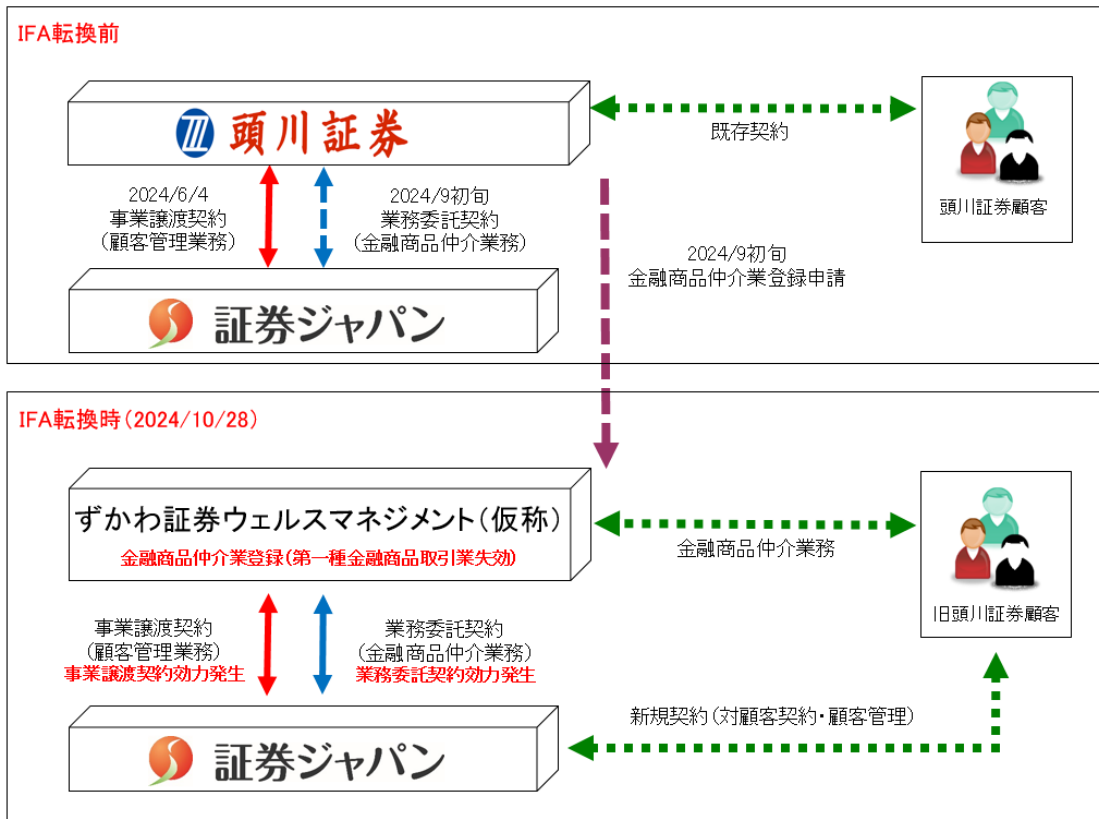 IFA転換前
頭川証券
既存契約
頭川証券顧客
2024/6/4
事業譲渡契約
(顧客管理業務)
2024/9初旬
業務委託契約
(金融商品仲介業務)
2024/9初旬
金融商品仲介業登録申請
証券ジャパン
IFA転換時(2024/10/28)
ずかわ証券ウェルスマネジメント(仮称)
金融商品仲介業登録(第一種金融商品取引業失効)
金融商品仲介業務
旧頭川証券顧客
事業譲渡契約
(顧客管理業務)
事業譲渡契約効力発生
業務委託契約
(金融商品仲介業務)
業務委託契約効力発生
新規契約(対顧客契約・顧客管理)
証券ジャパン